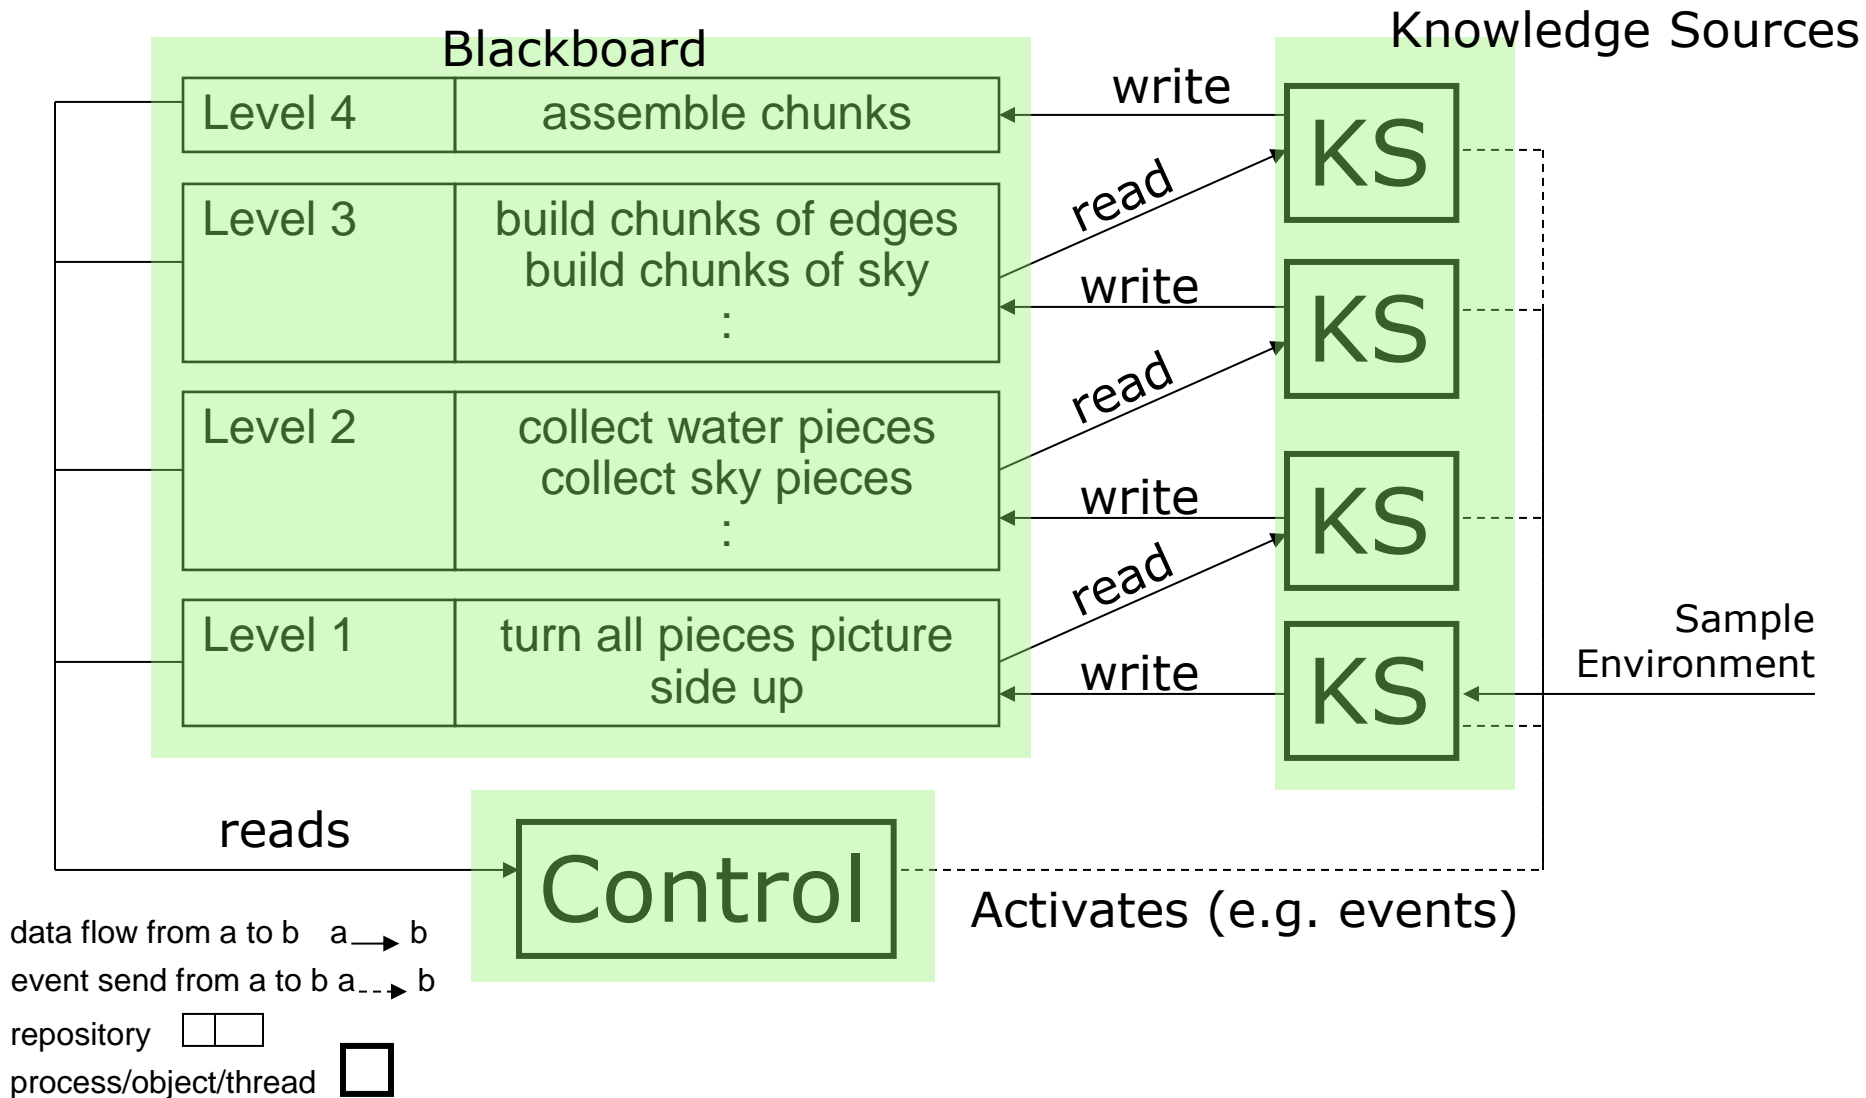 Blackboard
Knowledge Sources
Level 4
assemble chunks
write
KS
read
Level 3
build chunks of edges
build chunks of sky
:
write
KS
read
Level 2
collect water pieces
collect sky pieces
:
write
KS
read
Level 1
turn all pieces picture
side up
write
KS
Sample
Environment
reads
Control
Activates (e.g. events)
data flow from a to b a b
event send from a to b a b
repository
process/object/thread